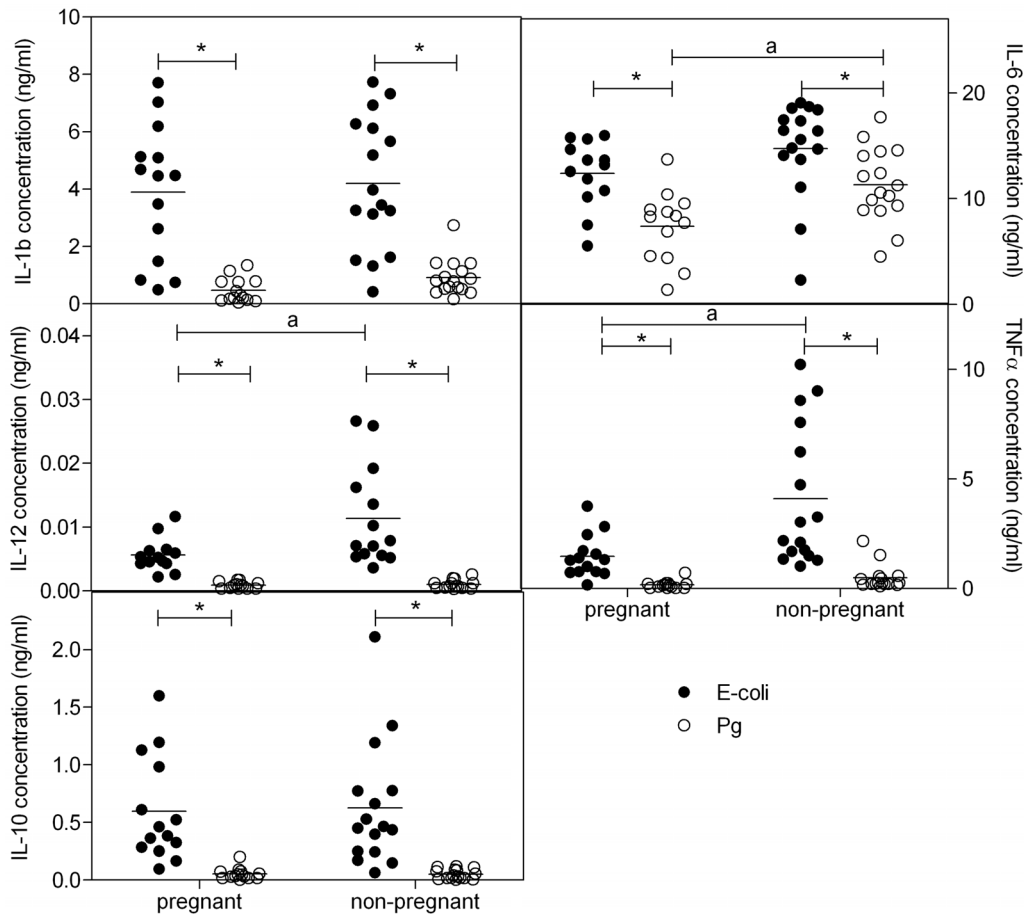 IL-1b concentration (ng/ml)
10
8
6
4
2
0
*
*
IL-6 concentration (ng/ml)
20
10
0
a
*
*
IL-12 concentration (ng/ml)
0.04
0.03
0.02
0.01
0.00
a
*
*
TNFα concentration (ng/ml)
10
5
0
a
*
*
pregnant non-pregnant
IL-10 concentration (ng/ml)
2.0
1.5
1.0
0.5
0.0
*
*
pregnant non-pregnant
E-coli
Pg